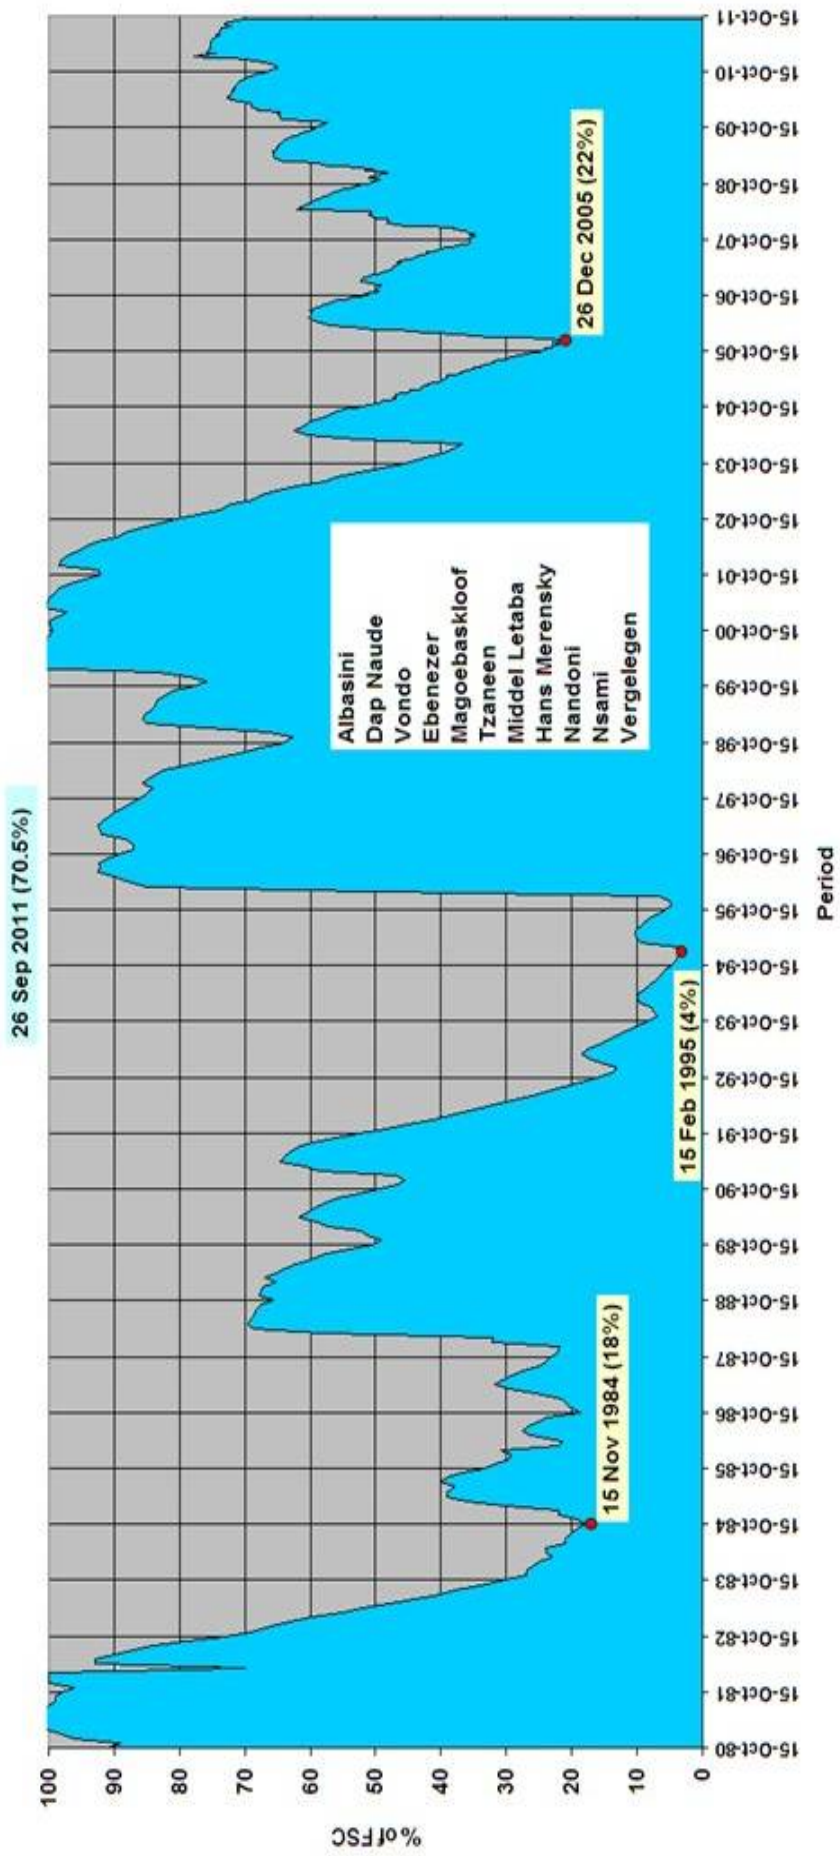 26 Sep 2011 (70.5%)
% of FSC
100
90
80
70
60
50
40
30
20
10
0
15 Nov 1984 (18%)
15 Feb 1995 (4%)
26 Dec 2005 (22%)
Albasini
Dap Naude
Vondo
Ebenezer
Magoebaskloof
Tzaneen
Middel Letaba
Hans Merensky
Nandoni
Nsami
Vergelegen
15-Oct-80
15-Oct-81
15-Oct-82
15-Oct-83
15-Oct-84
15-Oct-85
15-Oct-86
15-Oct-87
15-Oct-88
15-Oct-89
15-Oct-90
15-Oct-91
15-Oct-92
15-Oct-93
15-Oct-94
15-Oct-95
15-Oct-96
15-Oct-97
15-Oct-98
15-Oct-99
15-Oct-00
15-Oct-01
15-Oct-02
15-Oct-03
15-Oct-04
15-Oct-05
15-Oct-06
15-Oct-07
15-Oct-08
15-Oct-09
15-Oct-10
15-Oct-11
Period